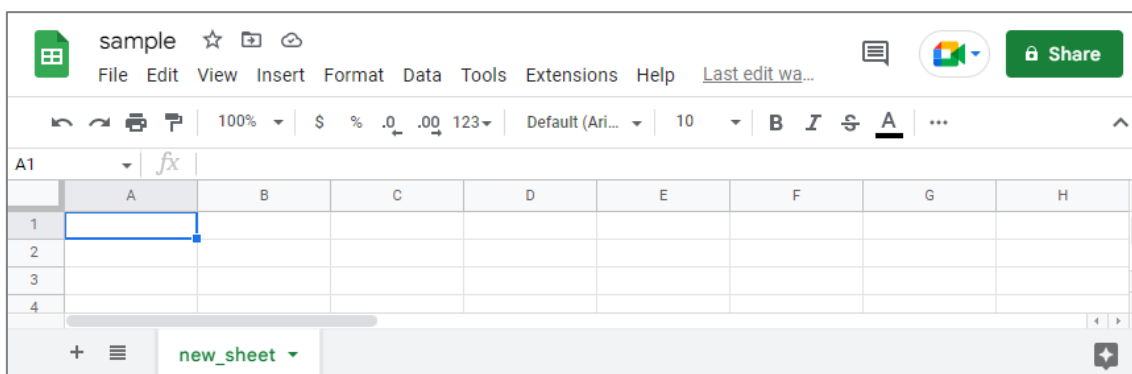 sample
File Edit View Insert Format Data Tools Extensions Help Last edit wa...
Share
100% $ % .0 .00 123 Default (Ari... 10 B I S A ...
A1 fx
A B C D E F G H
1
2
3
4
new_sheet